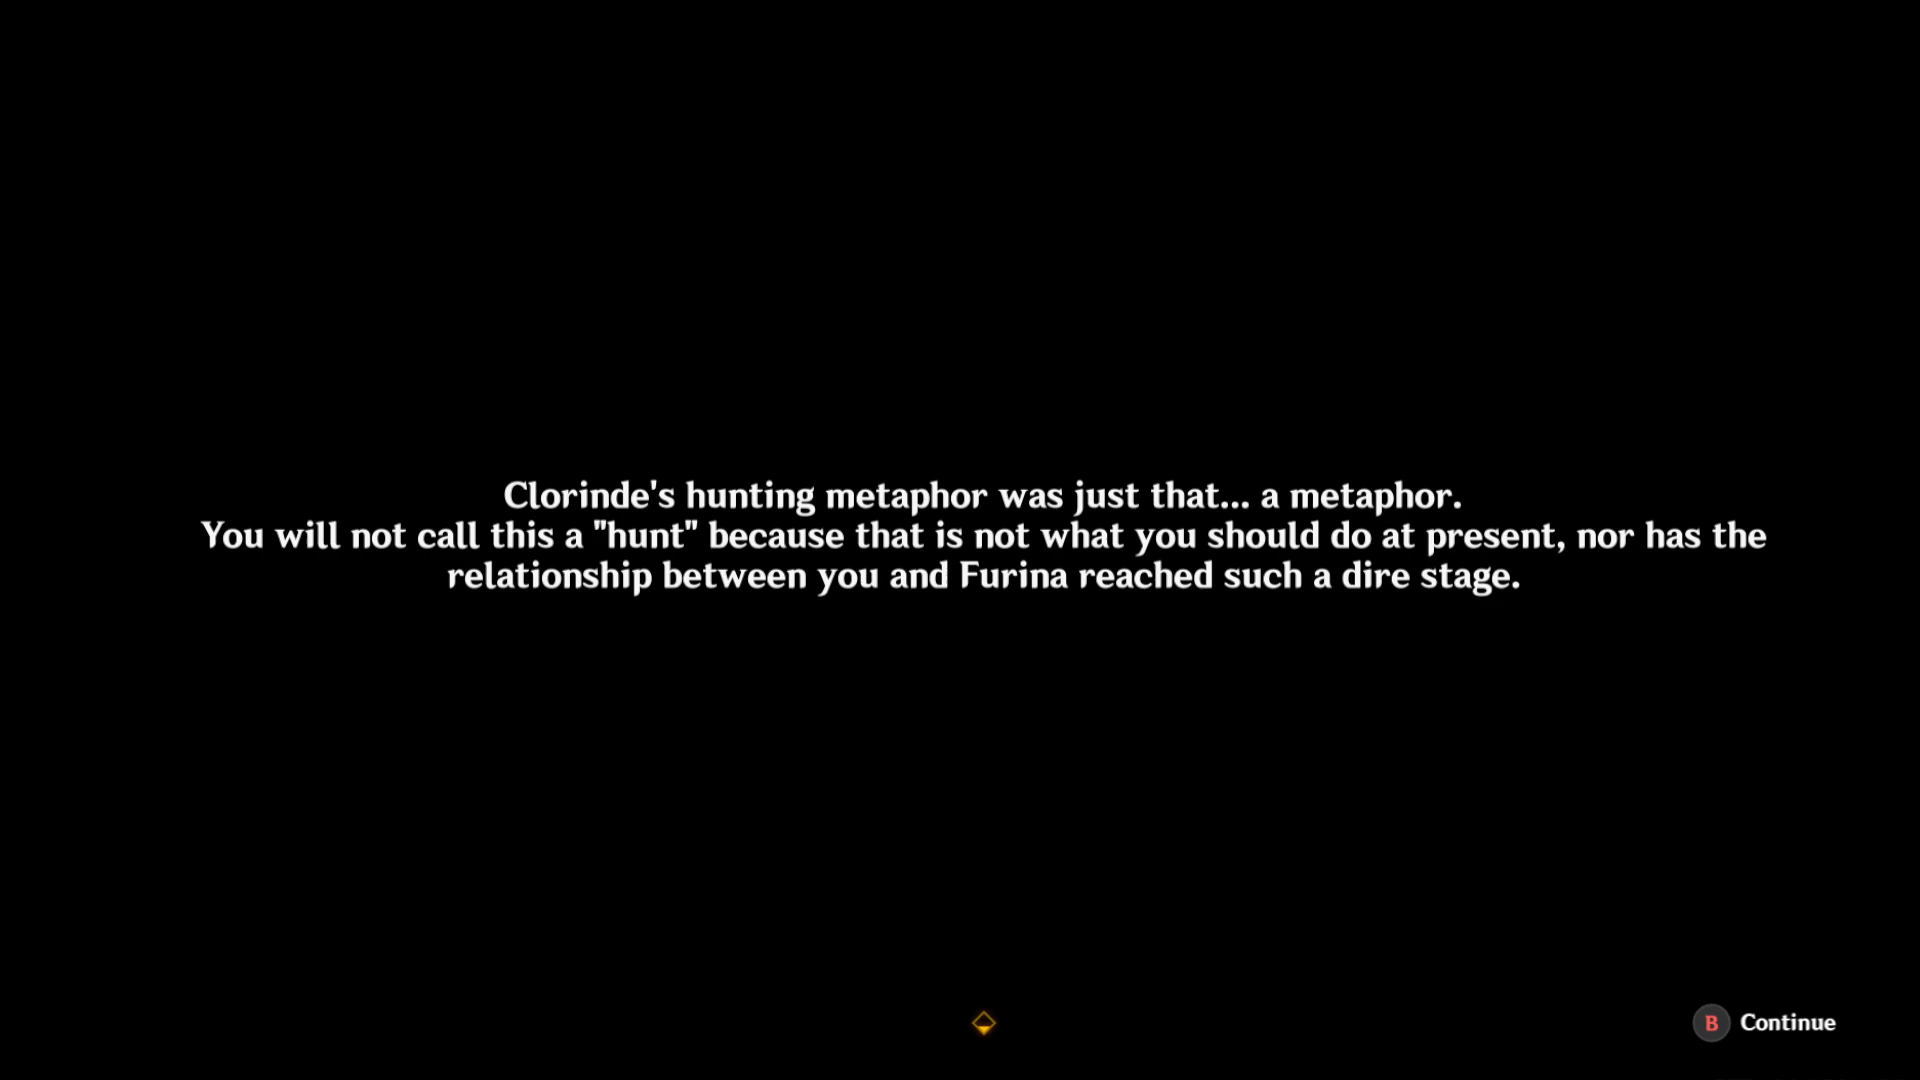 Clorinde's hunting metaphor was just that... a metaphor.
You will not call this a "hunt" because that is not what you should do at present, nor has the
relationship between you and Furina reached such a dire stage.
B Continue